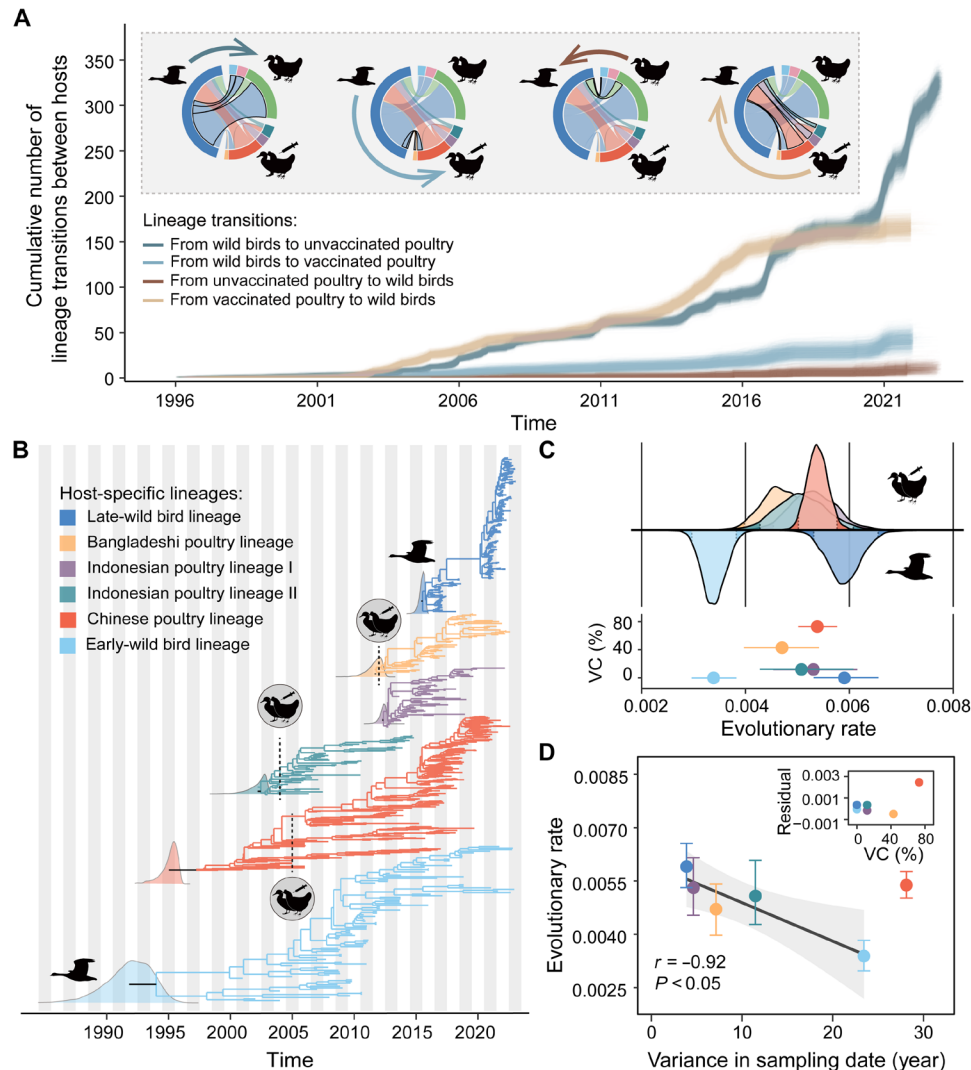 A
Cumulative number of
lineage transitions between hosts
350
300
250
200
150
100
50
0
Lineage transitions:
From wild birds to unvaccinated poultry
From wild birds to vaccinated poultry
From unvaccinated poultry to wild birds
From vaccinated poultry to wild birds
1996 2001 2006 2011 2016 2021
Time
B
Host-specific lineages:
Late-wild bird lineage
Bangladeshi poultry lineage
Indonesian poultry lineage I
Indonesian poultry lineage II
Chinese poultry lineage
Early-wild bird lineage
1990 1995 2000 2005 2010 2015 2020
Time
C
VC (%)
80
40
0
0.002 0.004 0.006 0.008
Evolutionary rate
D
Evolutionary rate
0.0085
0.0070
0.0055
0.0040
0.0025
r = −0.92
P < 0.05
Residual
0.003
0.001
−0.001
0 40 80
VC (%)
0 10 20 30
Variance in sampling date (year)